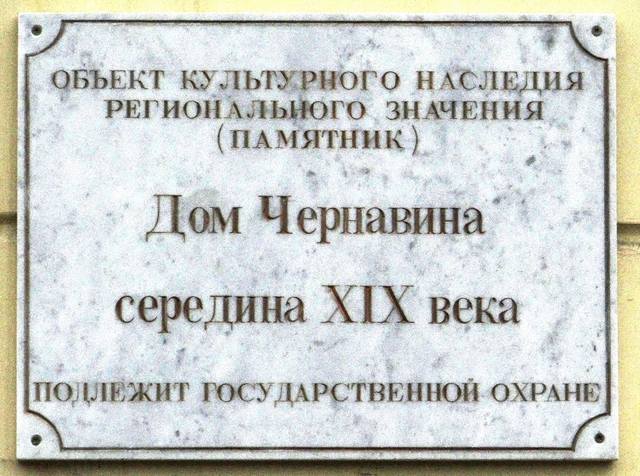 ОБЪЕКТ КУЛЬТУРНОГО НАСЛЕДИЯ
РЕГИОНАЛЬНОГО ЗНАЧЕНИЯ
(ПАМЯТНИК)
Дом Чернавина
середина XIX века
ПОДЛЕЖИТ ГОСУДАРСТВЕННОЙ ОХРАНЕ